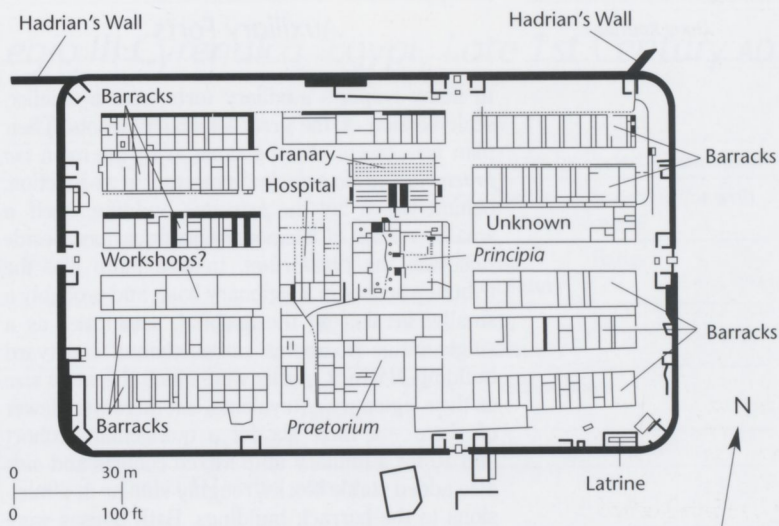 Hadrian's Wall
Hadrian's Wall
Barracks
Granary
Barracks
Hospital
Unknown
Workshops?
Principia
Barracks
Barracks
Praetorium
N
Latrine
0 30 m
0 100 ft